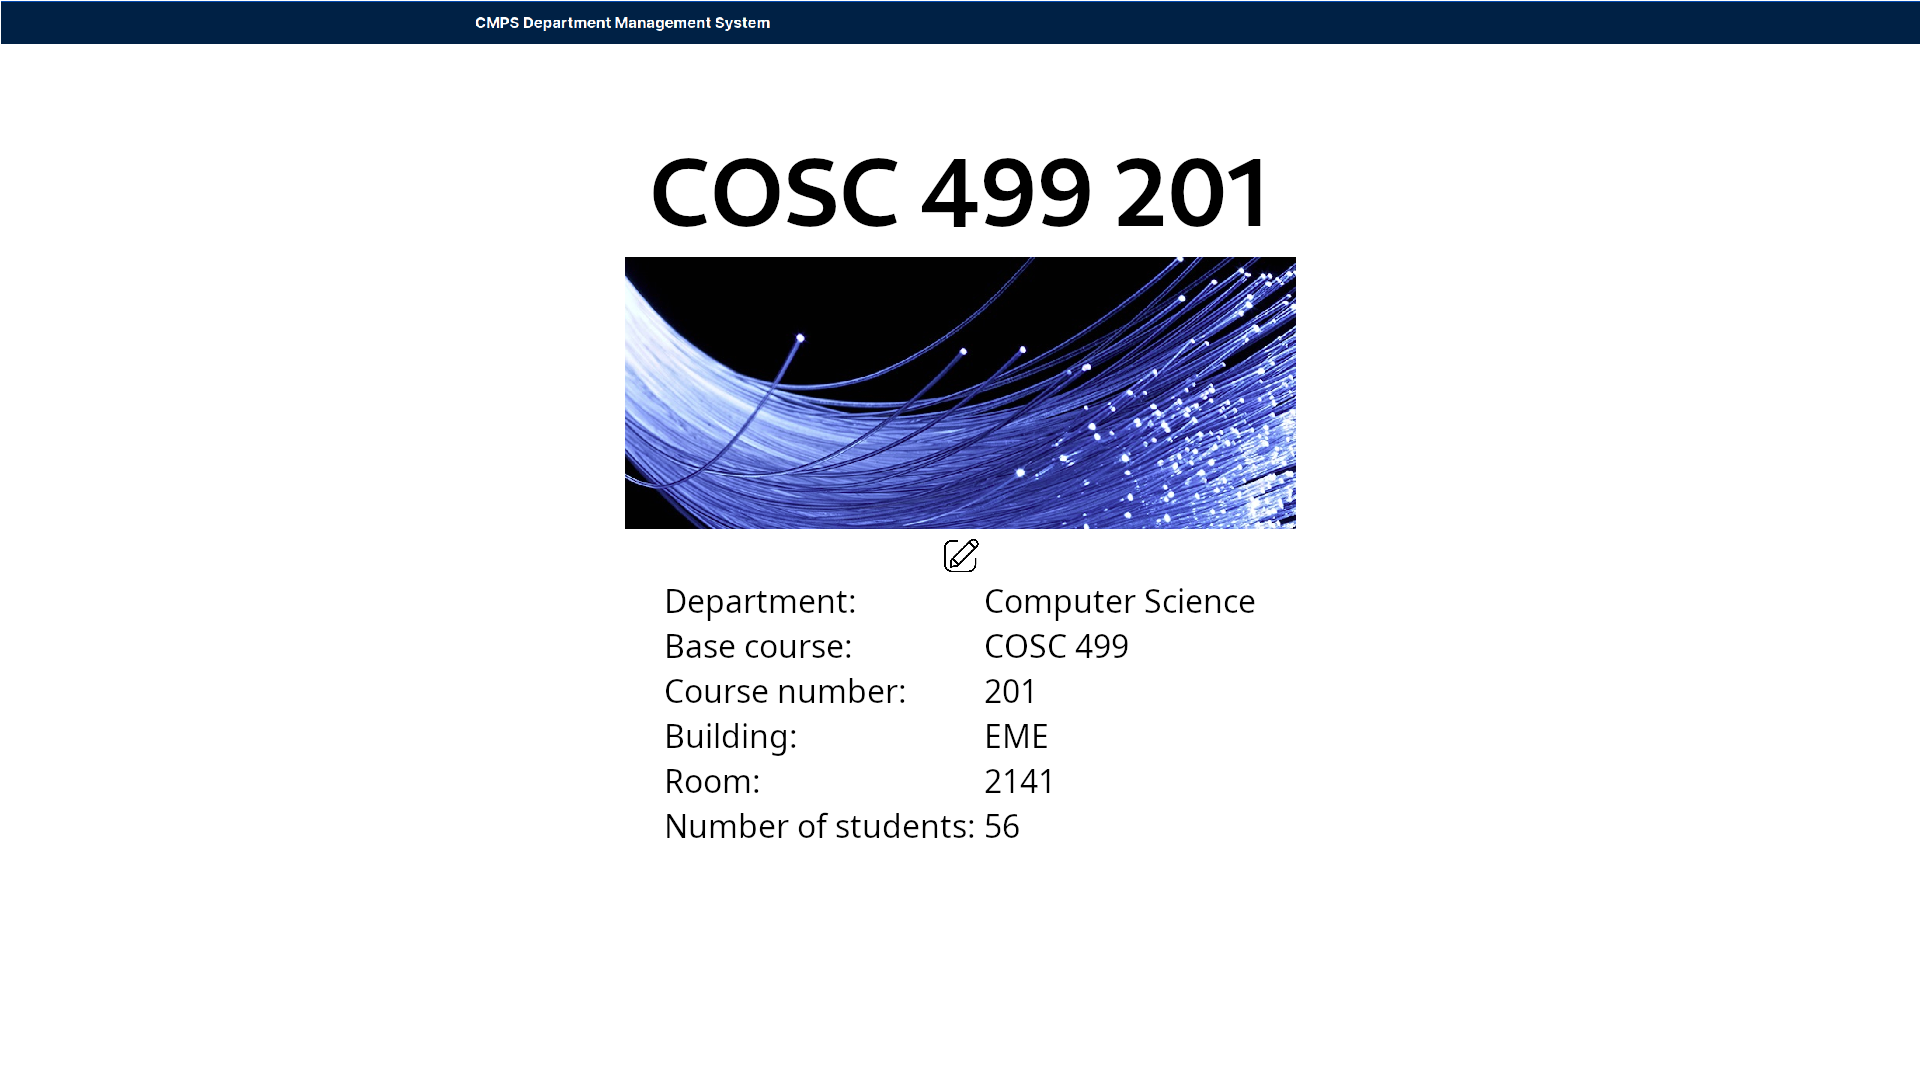 CMPS Department Management System
COSC 499 201
Department: Computer Science
Base course: COSC 499
Course number: 201
Building: EME
Room: 2141
Number of students: 56